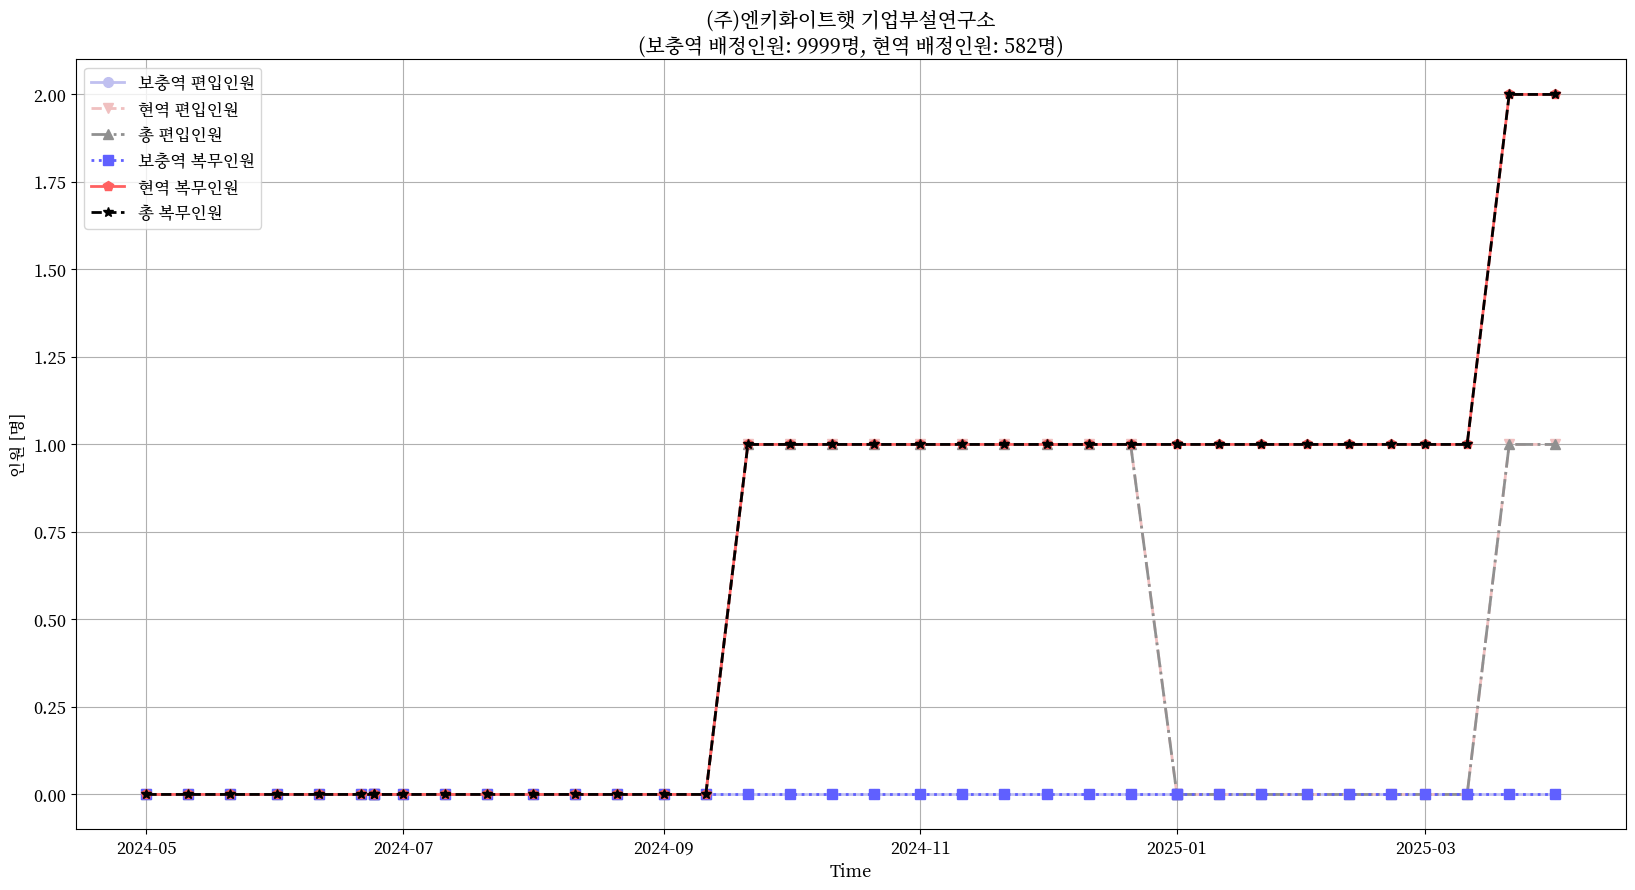 (주)엔키화이트햇 기업부설연구소
(보충역 배정인원: 9999명, 현역 배정인원: 582명)
보충역 편입인원
현역 편입인원
총 편입인원
보충역 복무인원
현역 복무인원
총 복무인원
2.00
1.75
1.50
1.25
1.00
0.75
0.50
0.25
0.00
인원 [명]
2024-05
2024-07
2024-09
2024-11
2025-01
2025-03
Time